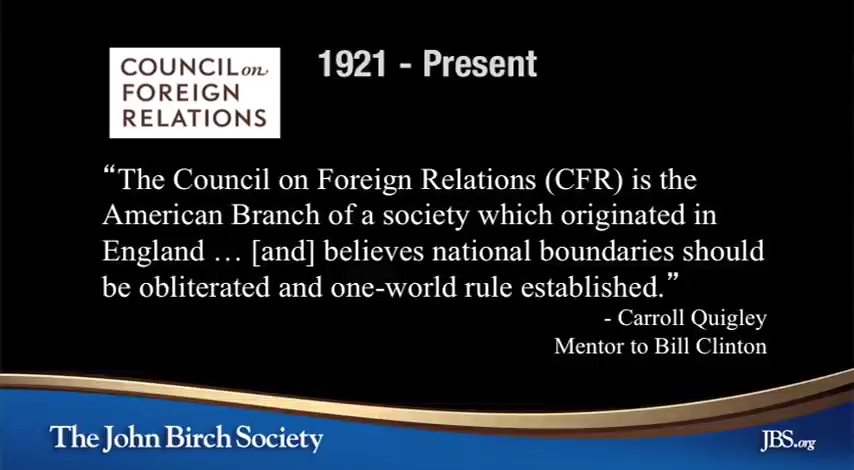 COUNCIL on
FOREIGN
RELATIONS
1921 - Present
“The Council on Foreign Relations (CFR) is the
American Branch of a society which originated in
England … [and] believes national boundaries should
be obliterated and one-world rule established.”
- Carroll Quigley
Mentor to Bill Clinton
The John Birch Society
JBS.org